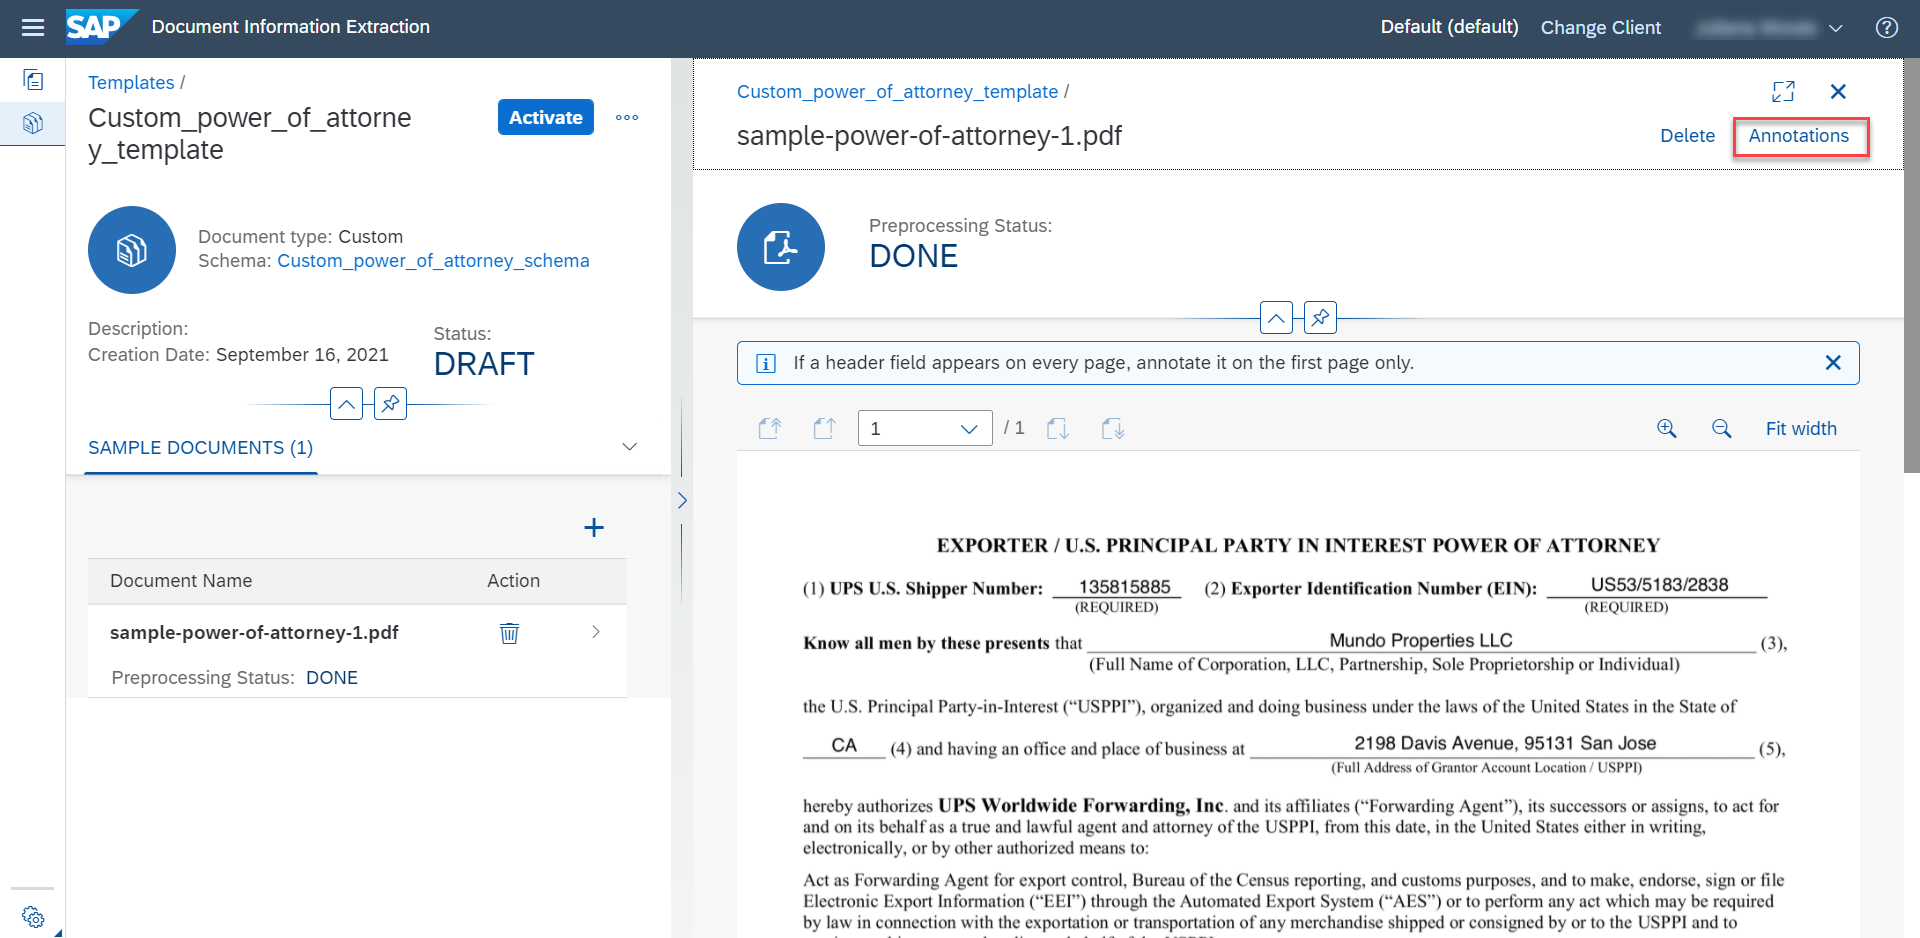 SAP Document Information Extraction
Default (default) Change Client
Templates /
Custom_power_of_attorne
y_template
Activate
Document type: Custom
Schema: Custom_power_of_attorney_schema
Description:
Creation Date: September 16, 2021
Status:
DRAFT
SAMPLE DOCUMENTS (1)
Document Name Action
sample-power-of-attorney-1.pdf
Preprocessing Status: DONE
Custom_power_of_attorney_template /
sample-power-of-attorney-1.pdf
Delete Annotations
Preprocessing Status:
DONE
If a header field appears on every page, annotate it on the first page only.
1 / 1 Fit width
EXPORTER / U.S. PRINCIPAL PARTY IN INTEREST POWER OF ATTORNEY
(1) UPS U.S. Shipper Number: 135815885 (2) Exporter Identification Number (EIN): US53/5183/2838
(REQUIRED) (REQUIRED)
Know all men by these presents that Mundo Properties LLC (3),
(Full Name of Corporation, LLC, Partnership, Sole Proprietorship or Individual)
the U.S. Principal Party-in-Interest (“USPPI”), organized and doing business under the laws of the United States in the State of
CA (4) and having an office and place of business at 2198 Davis Avenue, 95131 San Jose (5),
(Full Address of Grantor Account Location / USPPI)
hereby authorizes UPS Worldwide Forwarding, Inc. and its affiliates (“Forwarding Agent”), its successors or assigns, to act for
and on its behalf as a true and lawful agent and attorney of the USPPI, from this date, in the United States either in writing,
electronically, or by other authorized means to:
Act as Forwarding Agent for export control, Bureau of the Census reporting, and customs purposes, and to make, endorse, sign or file
Electronic Export Information (“EEI”) through the Automated Export System (“AES”) or to perform any act which may be required
by law in connection with the exportation or transportation of any merchandise shipped or consigned by or to the USPPI and to